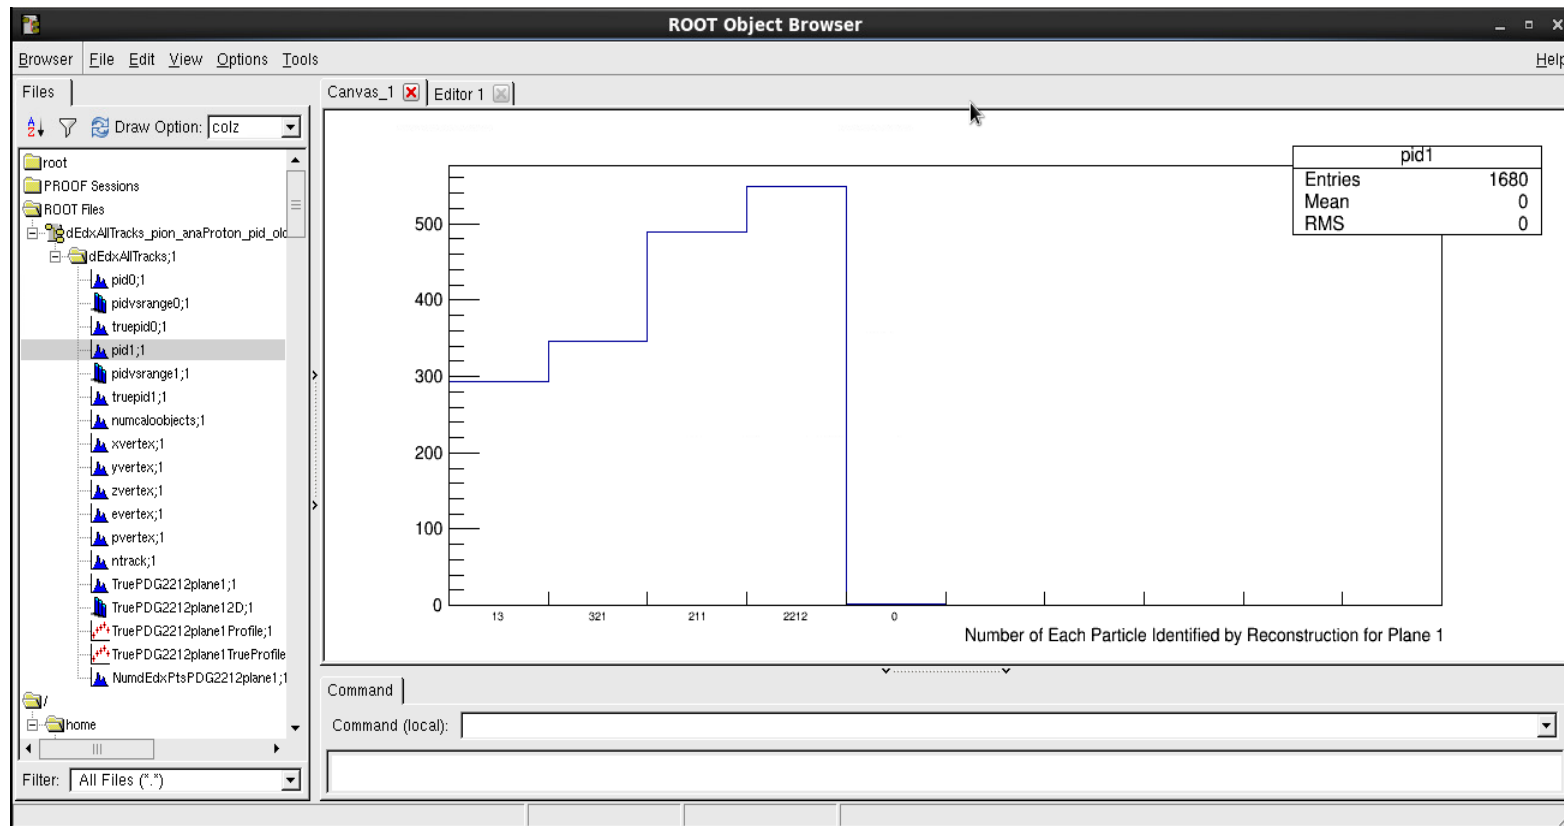 ROOT Object Browser
Browser File Edit View Options Tools Help
Files
Draw Option: colz
root
PROOF Sessions
ROOT Files
dEdxAllTracks_pion_anaProton_pid_old
dEdxAllTracks;1
pid0;1
pidvsrange0;1
truepid0;1
pid1;1
pidvsrange1;1
truepid1;1
numcaloobjects;1
xvertex;1
yvertex;1
zvertex;1
evertex;1
pvertex;1
ntrack;1
TruePDG2212plane1;1
TruePDG2212plane12D;1
TruePDG2212plane1Profile;1
TruePDG2212plane1TrueProfile
NumdEdxPtsPDG2212plane1;1
/
home
Filter: All Files (*.*)
Canvas_1 Editor 1
pid1
Entries 1680
Mean 0
RMS 0
500
400
300
200
100
0
13 321 211 2212 0
Number of Each Particle Identified by Reconstruction for Plane 1
Command
Command (local):